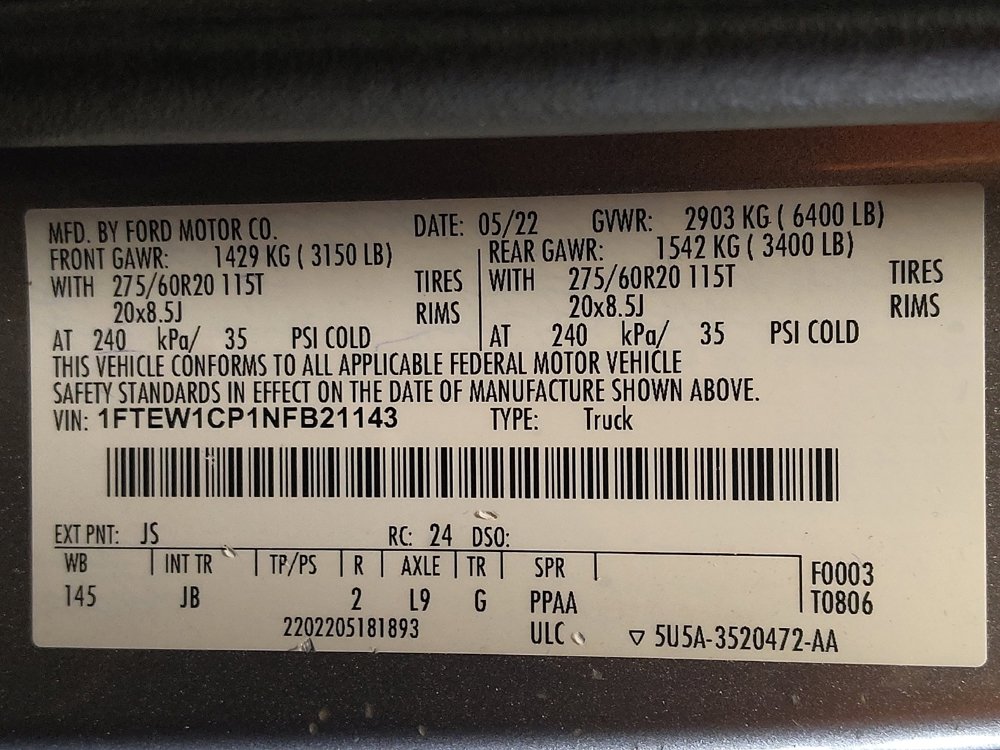 MFD. BY FORD MOTOR CO. DATE: 05/22 GVWR: 2903 KG ( 6400 LB)
FRONT GAWR: 1429 KG ( 3150 LB) REAR GAWR: 1542 KG ( 3400 LB)
WITH 275/60R20 115T TIRES WITH 275/60R20 115T TIRES
20x8.5J RIMS 20x8.5J RIMS
AT 240 kPa/ 35 PSI COLD AT 240 kPa/ 35 PSI COLD
THIS VEHICLE CONFORMS TO ALL APPLICABLE FEDERAL MOTOR VEHICLE
SAFETY STANDARDS IN EFFECT ON THE DATE OF MANUFACTURE SHOWN ABOVE.
VIN: 1FTEW1CP1NFB21143 TYPE: Truck
EXT PNT: JS RC: 24 DSO:
WB INT TR TP/PS R AXLE TR SPR F0003
145 JB 2 L9 G PPAA T0806
2202205181893 ULC ▽ 5U5A-3520472-AA